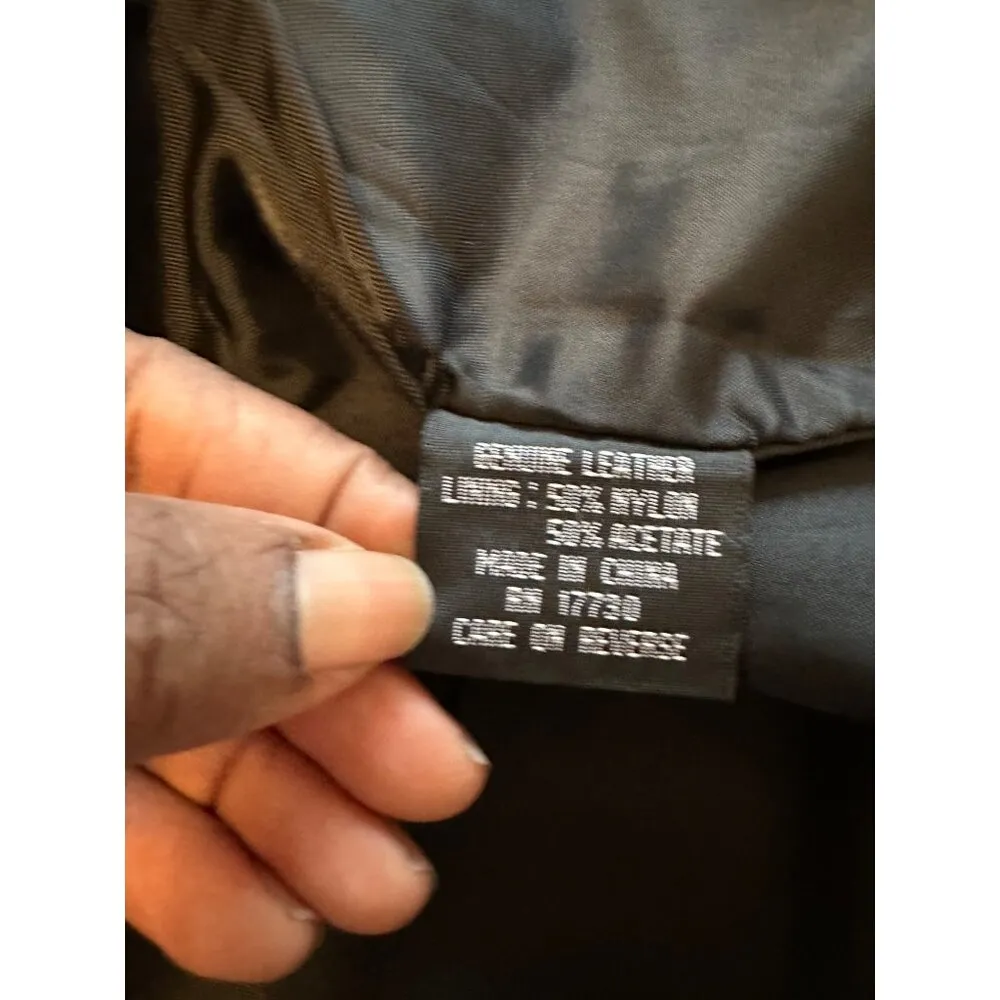 GENUINE LEATHER
LINING : 50% NYLON
50% ACETATE
MADE IN CHINA
RN 17730
CARE ON REVERSE